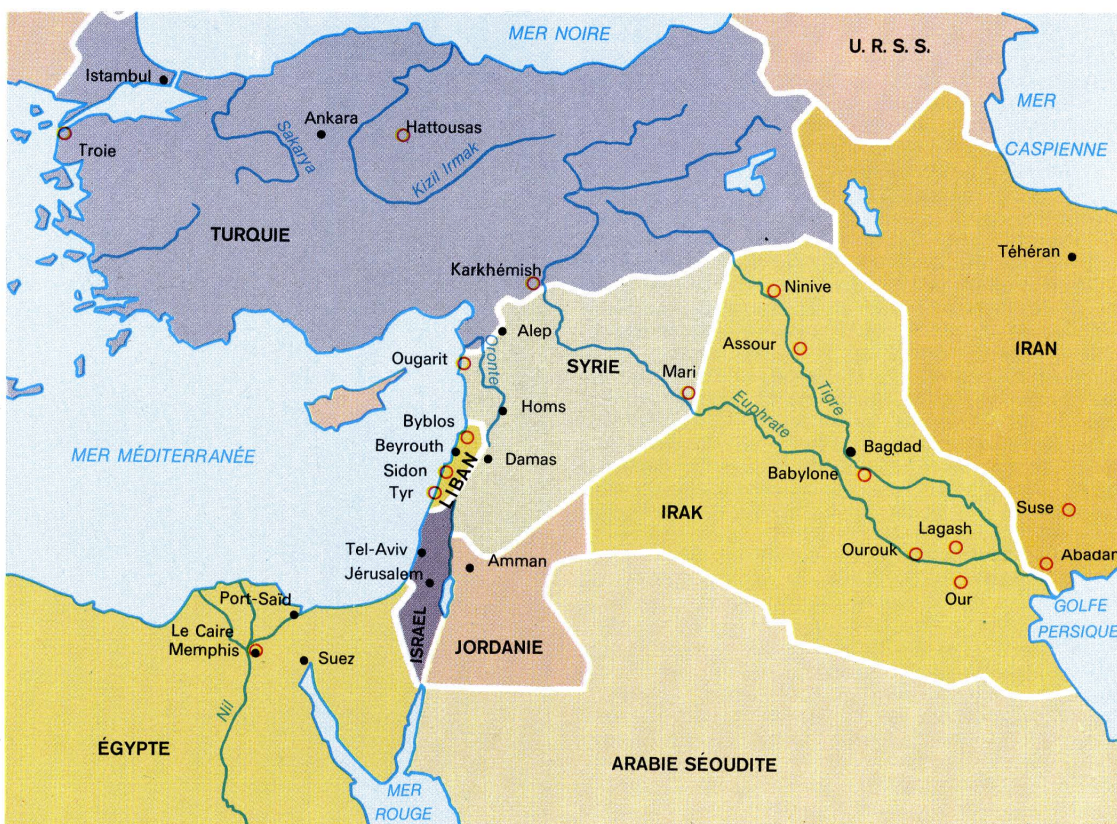 MER NOIRE
U. R. S. S.
Istambul
MER
CASPIENNE
Ankara
Hattousas
Troie
Sakarya
Kizil Irmak
TURQUIE
Téhéran
Karkhémish
Ninive
Alep
Assour
IRAN
Ougarit
Oronte
SYRIE
Mari
Tigre
Euphrate
Homs
Byblos
Beyrouth
MER MÉDITERRANÉE
Damas
Bagdad
Sidon
LIBAN
Babylone
Tyr
IRAK
Suse
Lagash
Tel-Aviv
Ourouk
Abadan
Amman
Jérusalem
Our
Port-Saïd
GOLFE
PERSIQUE
Le Caire
Memphis
ISRAEL
JORDANIE
Suez
Nil
ÉGYPTE
ARABIE SÉOUDITE
MER
ROUGE